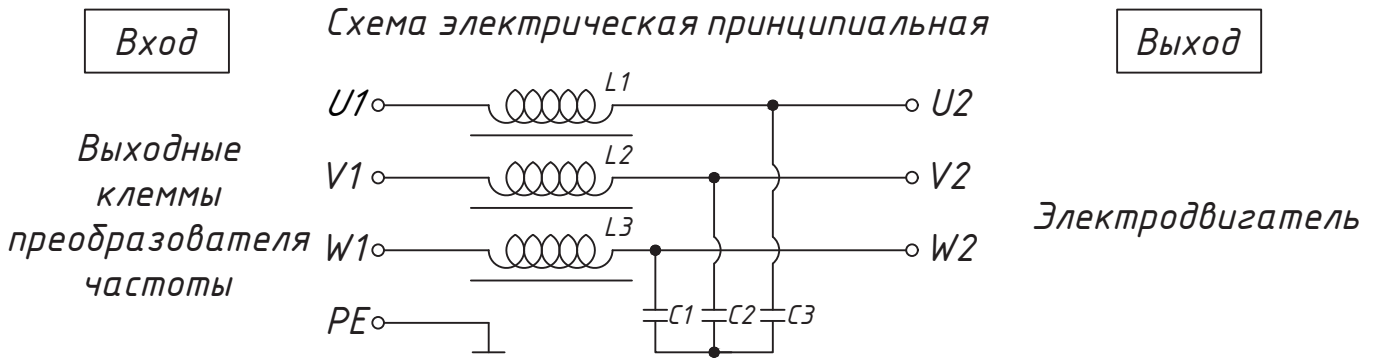 Схема электрическая принципиальная
Вход
Выход
U1
L1
U2
Выходные
клеммы
преобразователя
частоты
V1
L2
V2
Электродвигатель
W1
L3
W2
PE
C1
C2
C3